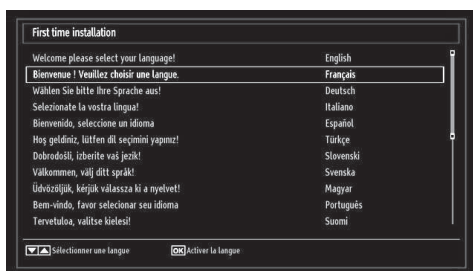 First time installation
Welcome please select your language! English
Bienvenue ! Veuillez choisir une langue. Français
Wählen Sie bitte Ihre Sprache aus! Deutsch
Selezionate la vostra lingua! Italiano
Bienvenido, seleccione un idioma Español
Hoş geldiniz, lütfen dil seçimini yapınız! Türkçe
Dobrodošli, izberite vaš jezik! Slovenski
Välkommen, välj ditt språk! Svenska
Üdvözöljük, kérjük válassza ki a nyelvet! Magyar
Bem-vindo, favor selecionar seu idioma Português
Tervetuloa, valitse kielesi! Suomi
Sélectionner une langue OK Activer la langue